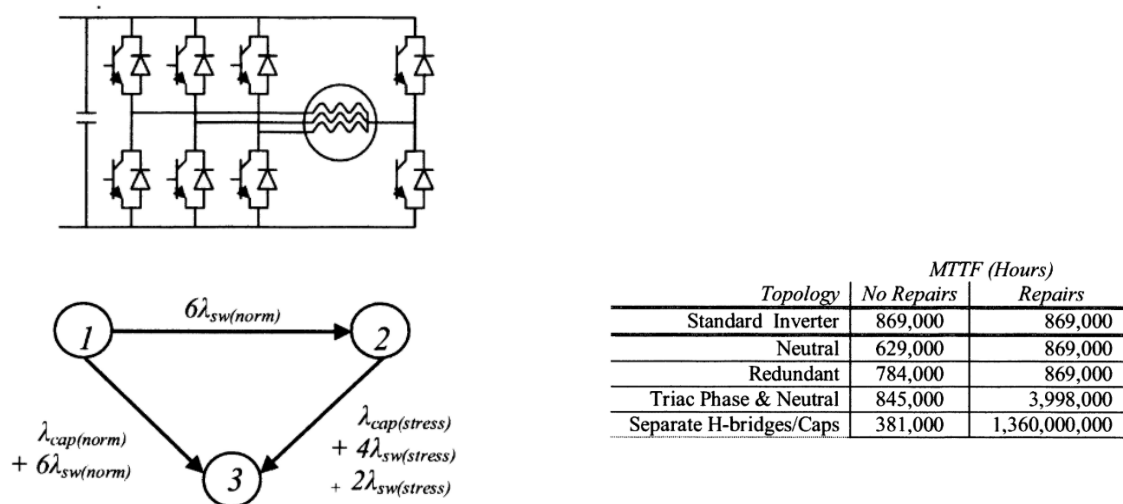 1
6λsw(norm)
2
λcap(norm)
+ 6λsw(norm)
λcap(stress)
+ 4λsw(stress)
+ 2λsw(stress)
3
MTTF (Hours)
Topology No Repairs Repairs
Standard Inverter 869,000 869,000
Neutral 629,000 869,000
Redundant 784,000 869,000
Triac Phase & Neutral 845,000 3,998,000
Separate H-bridges/Caps 381,000 1,360,000,000